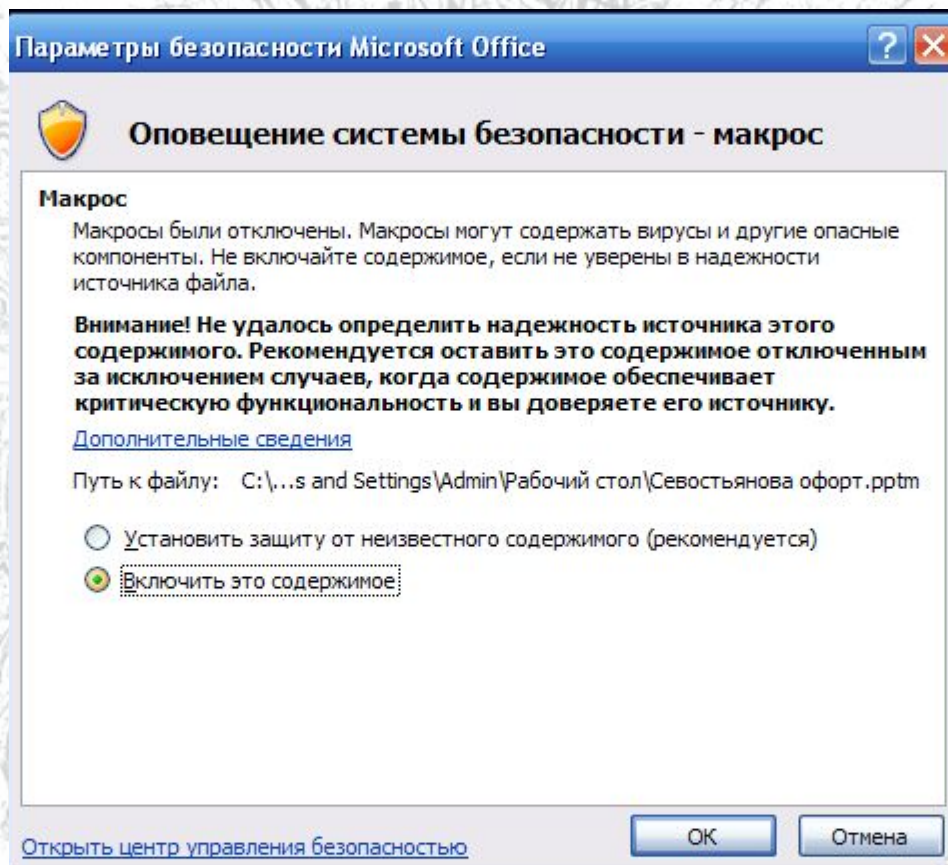 Параметры безопасности Microsoft Office
Оповещение системы безопасности - макрос
Макрос
Макросы были отключены. Макросы могут содержать вирусы и другие опасные
компоненты. Не включайте содержимое, если не уверены в надежности
источника файла.
Внимание! Не удалось определить надежность источника этого
содержимого. Рекомендуется оставить это содержимое отключенным
за исключением случаев, когда содержимое обеспечивает
критическую функциональность и вы доверяете его источнику.
Дополнительные сведения
Путь к файлу: C:\...s and Settings\Admin\Рабочий стол\Севостьянова офорт.pptm
Установить защиту от неизвестного содержимого (рекомендуется)
Включить это содержимое
Открыть центр управления безопасностью
ОК Отмена